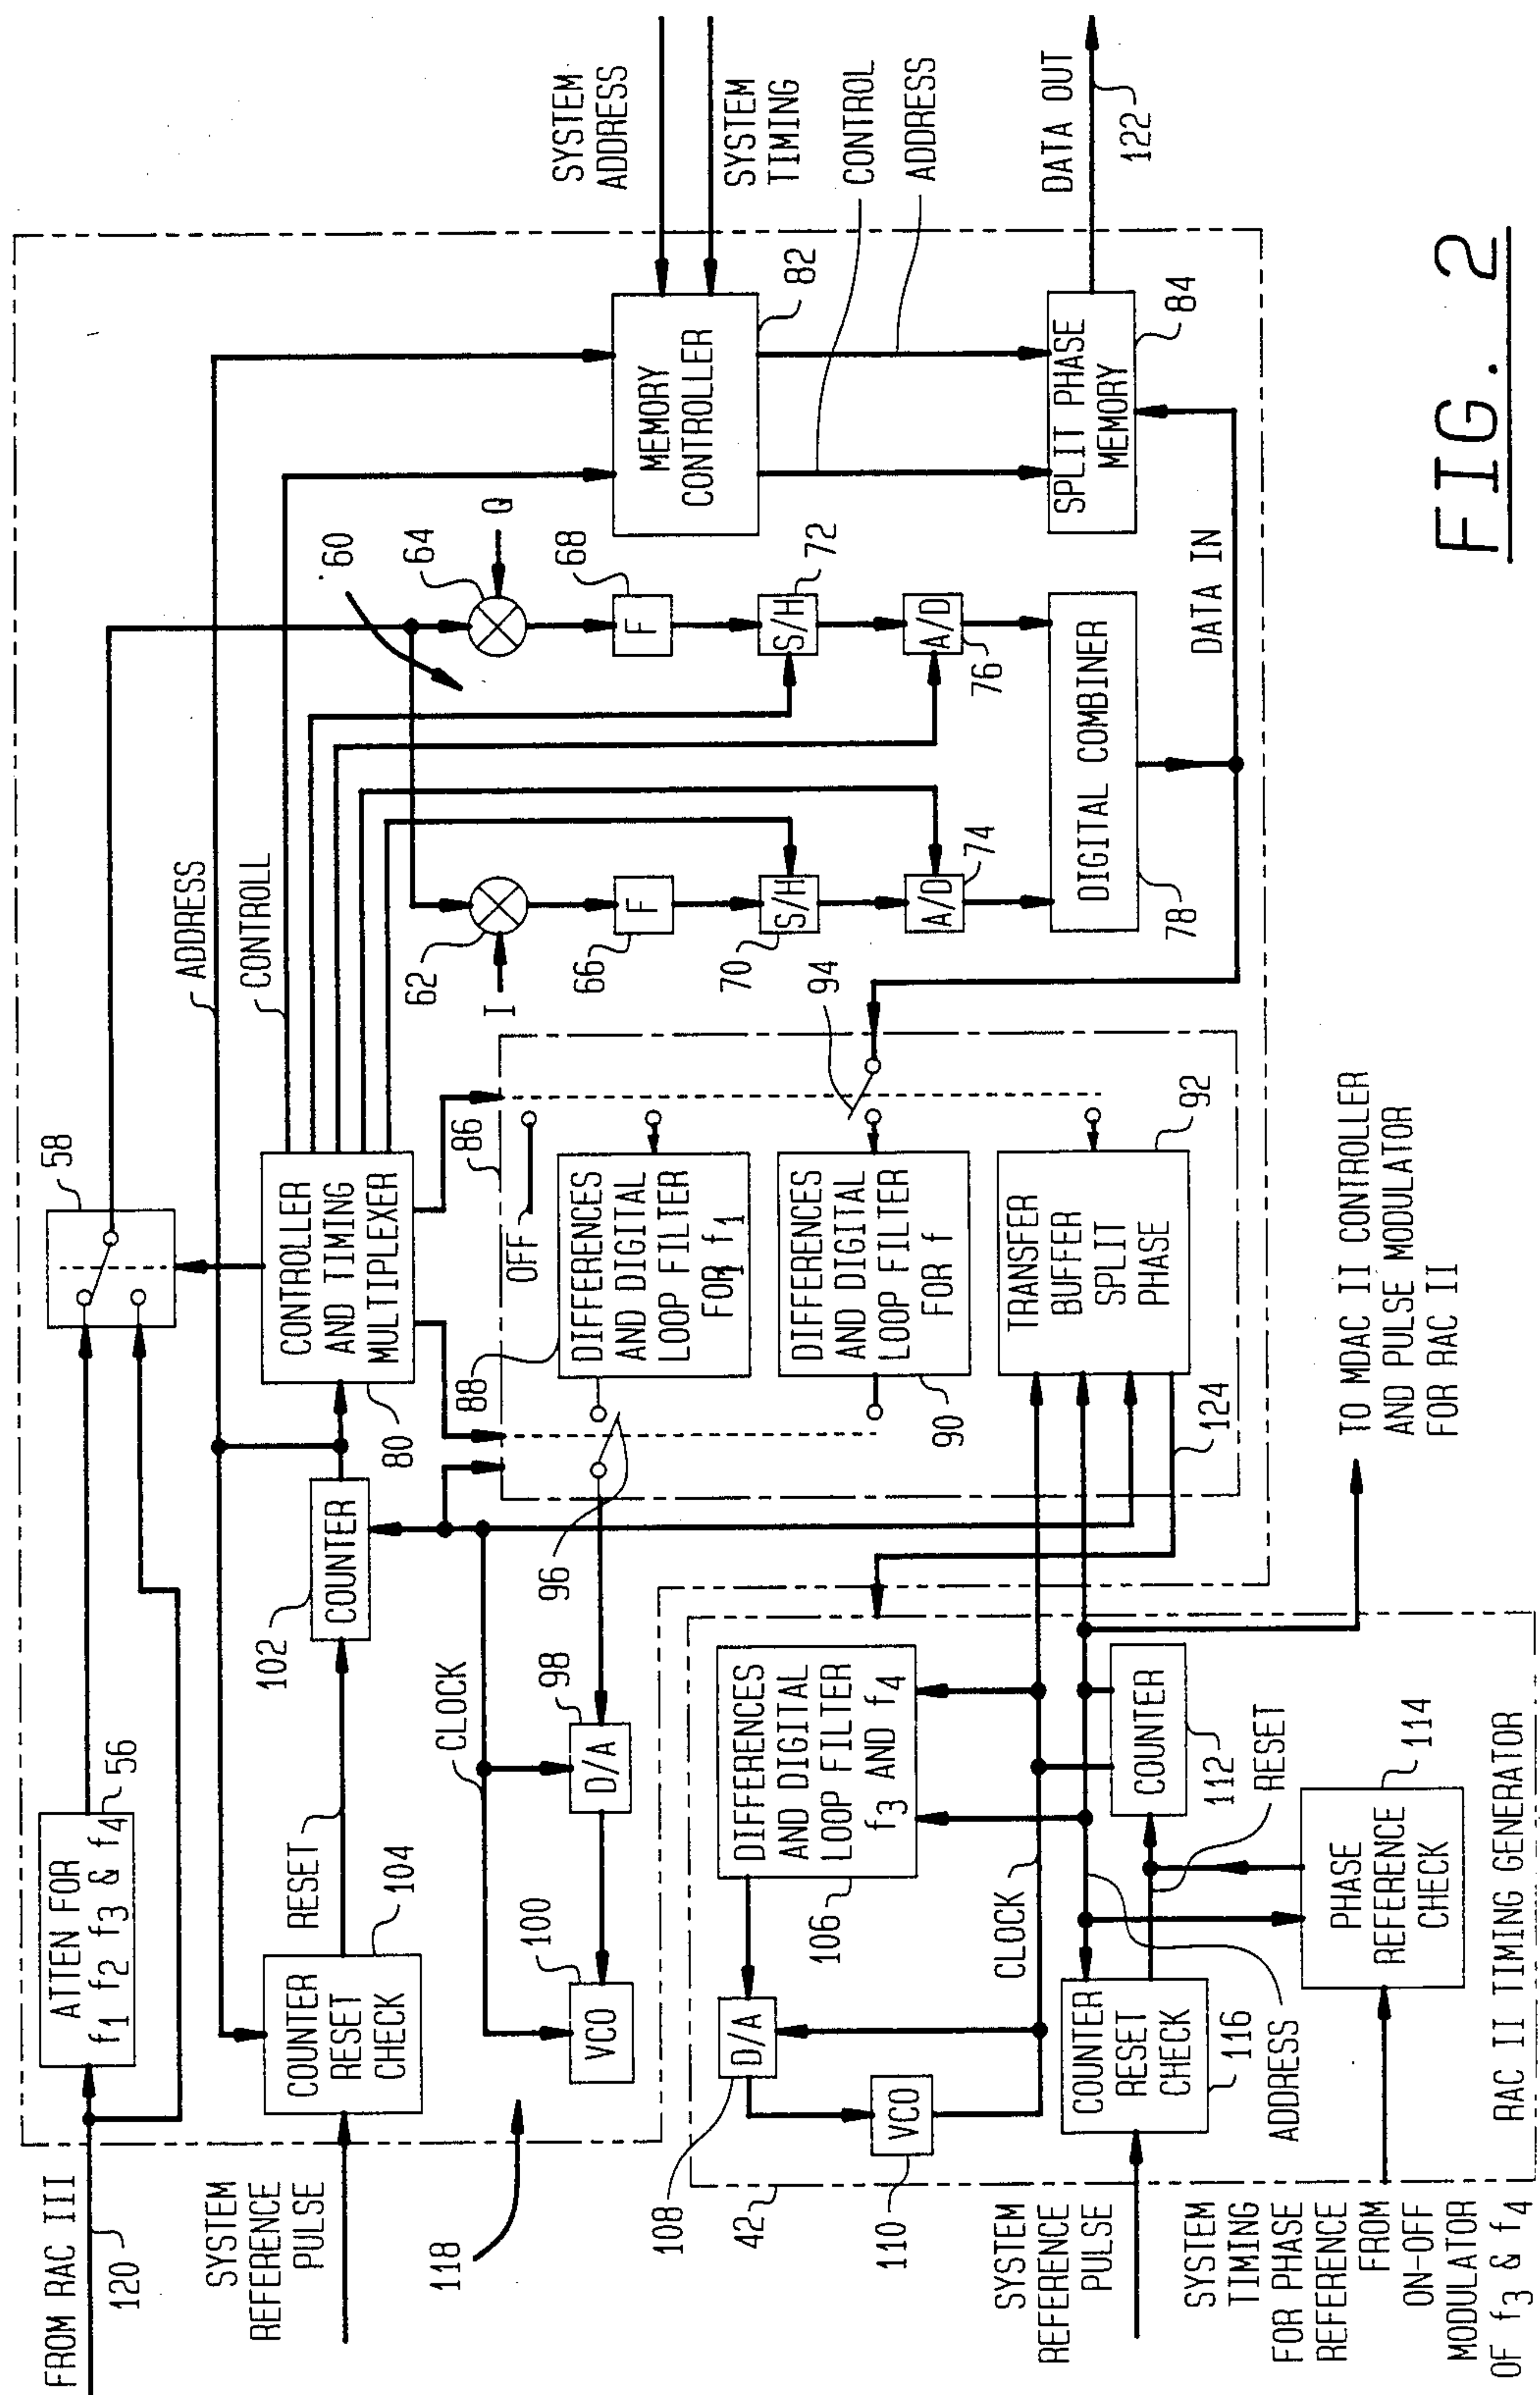 FROM RAC III
120
ATTEN FOR
f1 f2 f3 & f4
56
58
ADDRESS
CONTROLL
SYSTEM
REFERENCE
PULSE
COUNTER
RESET
CHECK
104
RESET
102
COUNTER
80
CONTROLLER
AND TIMING
MULTIPLEXER
60
62
I
64
Q
66
F
68
F
70
S/H
72
S/H
74
A/D
76
A/D
78
DIGITAL COMBINER
DATA IN
MEMORY
CONTROLLER
82
SYSTEM
ADDRESS
SYSTEM
TIMING
CONTROL
ADDRESS
SPLIT PHASE
MEMORY
84
DATA OUT
122
118
CLOCK
VCO
100
D/A
98
96
86
OFF
88
DIFFERENCES
AND DIGITAL
LOOP FILTER
FOR f1
90
DIFFERENCES
AND DIGITAL
LOOP FILTER
FOR f
94
TRANSFER
BUFFER
SPLIT
PHASE
92
124
42
108
D/A
110
VCO
106
DIFFERENCES
AND DIGITAL
LOOP FILTER
f3 AND f4
CLOCK
SYSTEM
REFERENCE
PULSE
COUNTER
RESET
CHECK
116
ADDRESS
COUNTER
112
RESET
PHASE
REFERENCE
CHECK
114
SYSTEM
TIMING
FOR PHASE
REFERENCE
FROM
ON-OFF
MODULATOR
OF f3 & f4
RAC II TIMING GENERATOR
TO MDAC II CONTROLLER
AND PULSE MODULATOR
FOR RAC II
FIG. 2